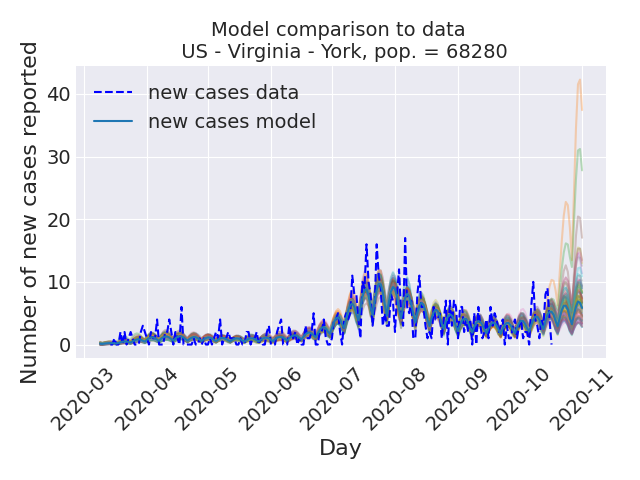 Model comparison to data
US - Virginia - York, pop. = 68280
Number of new cases reported
40
30
20
10
0
new cases data
new cases model
2020-03
2020-04
2020-05
2020-06
2020-07
2020-08
2020-09
2020-10
2020-11
Day